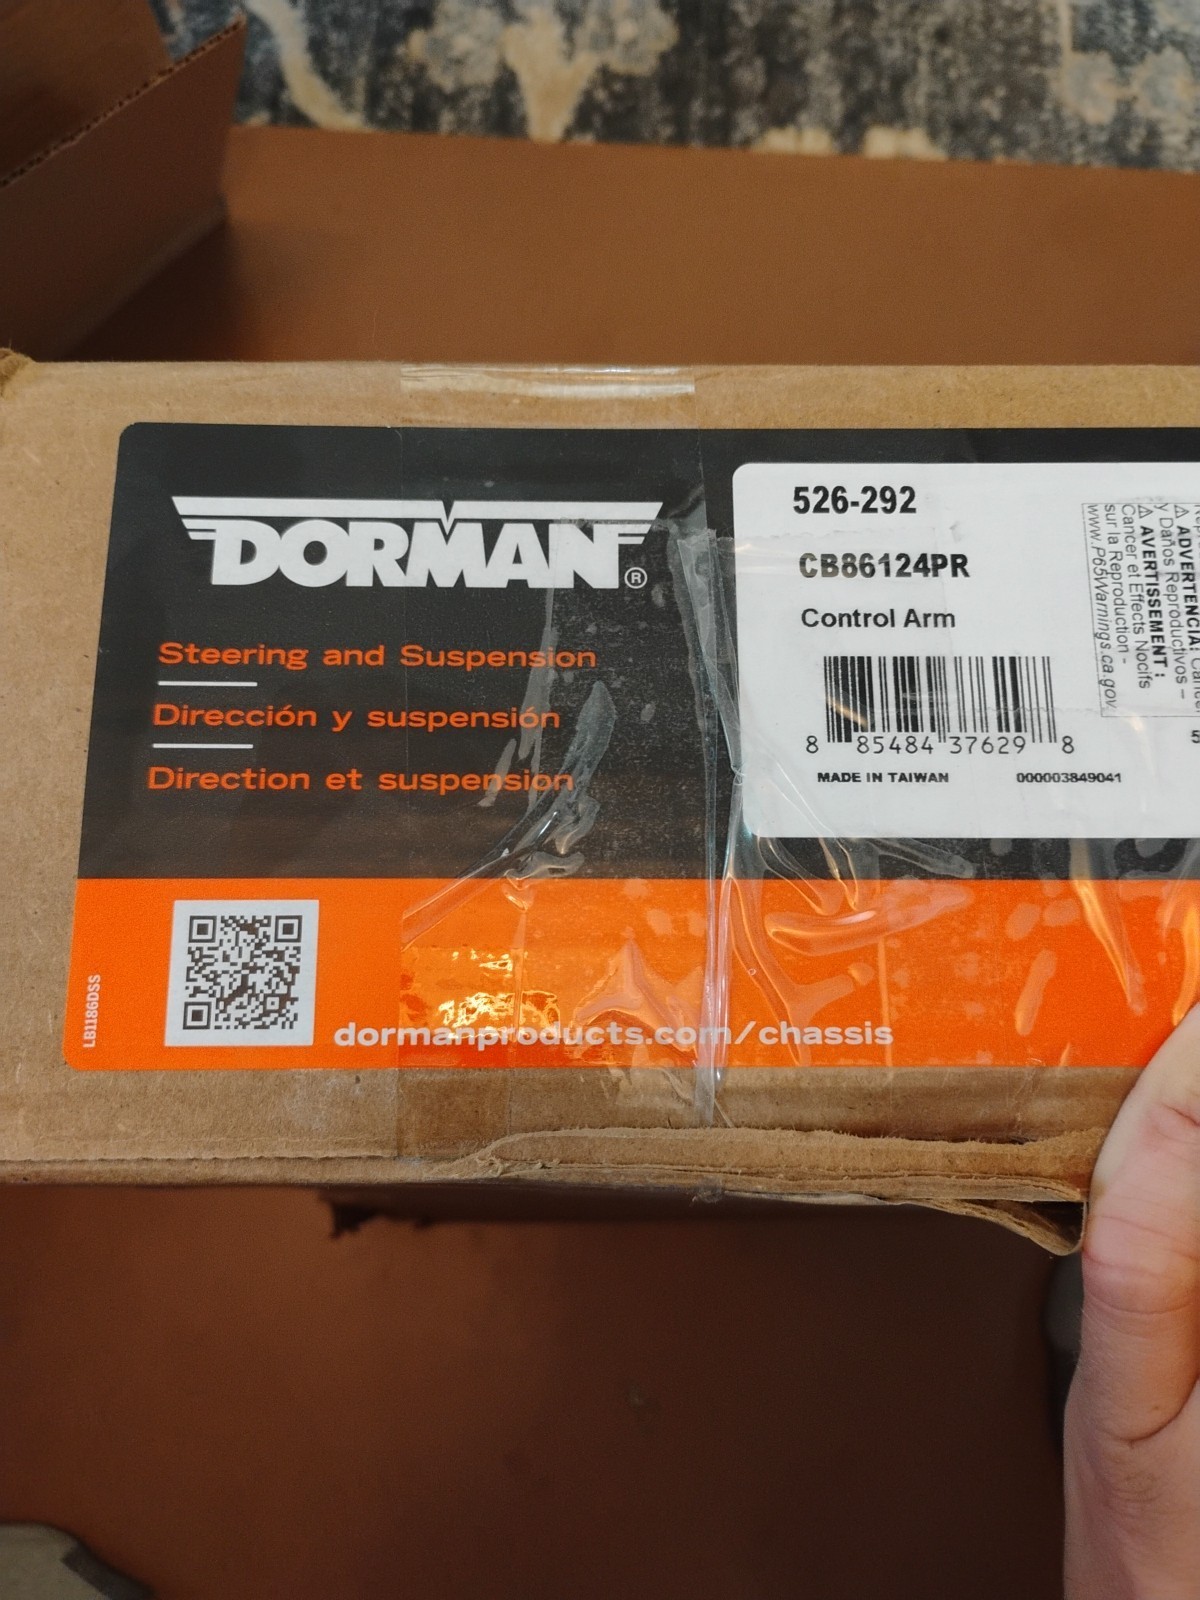 DORMAN®
Steering and Suspension
Dirección y suspensión
Direction et suspension
LB1186DSS
dormanproducts.com/chassis
526-292
CB86124PR
Control Arm
8 85484 37629 8
MADE IN TAIWAN 000003849041
⚠ ADVERTENCIA:
y Daños Reproductivos –
⚠ AVERTISSEMENT :
Cancer et Effects Nocifs
sur la Reproduction -
www.P65Warnings.ca.gov.